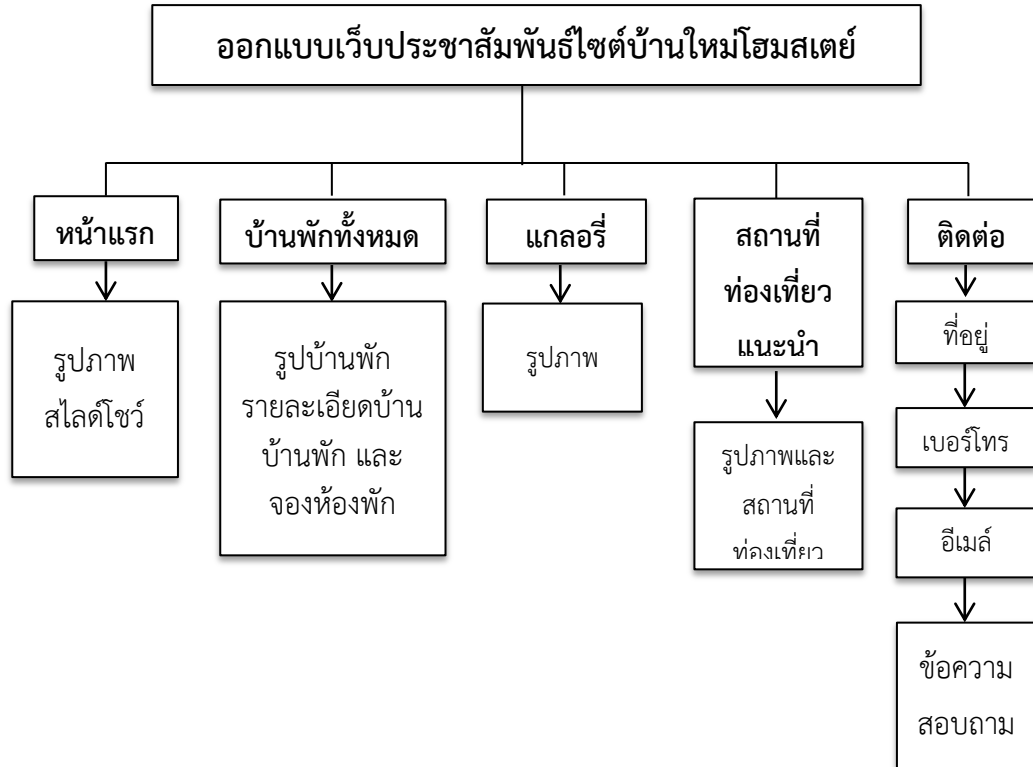 ออกแบบเว็บประชาสัมพันธ์ไซต์บ้านใหม่โฮมสเตย์
หน้าแรก
รูปภาพ
สไลด์โชว์
บ้านพักทั้งหมด
รูปบ้านพัก
รายละเอียดบ้าน
บ้านพัก และ
จองห้องพัก
แกลอรี่
รูปภาพ
สถานที่
ท่องเที่ยว
แนะนำ
รูปภาพและ
สถานที่
ท่องเที่ยว
ติดต่อ
ที่อยู่
เบอร์โทร
อีเมล์
ข้อความ
สอบถาม